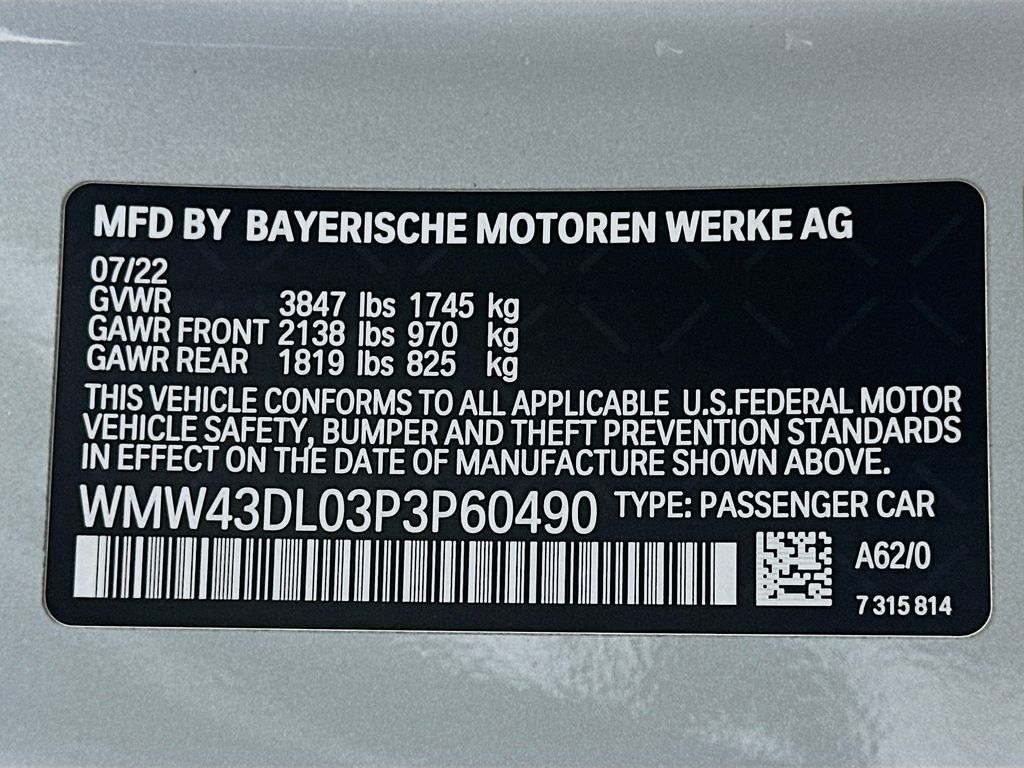 MFD BY BAYERISCHE MOTOREN WERKE AG
07/22
GVWR 3847 lbs 1745 kg
GAWR FRONT 2138 lbs 970 kg
GAWR REAR 1819 lbs 825 kg
THIS VEHICLE CONFORMS TO ALL APPLICABLE U.S.FEDERAL MOTOR
VEHICLE SAFETY, BUMPER AND THEFT PREVENTION STANDARDS
IN EFFECT ON THE DATE OF MANUFACTURE SHOWN ABOVE.
WMW43DL03P3P60490 TYPE: PASSENGER CAR
A62/0
7 315 814